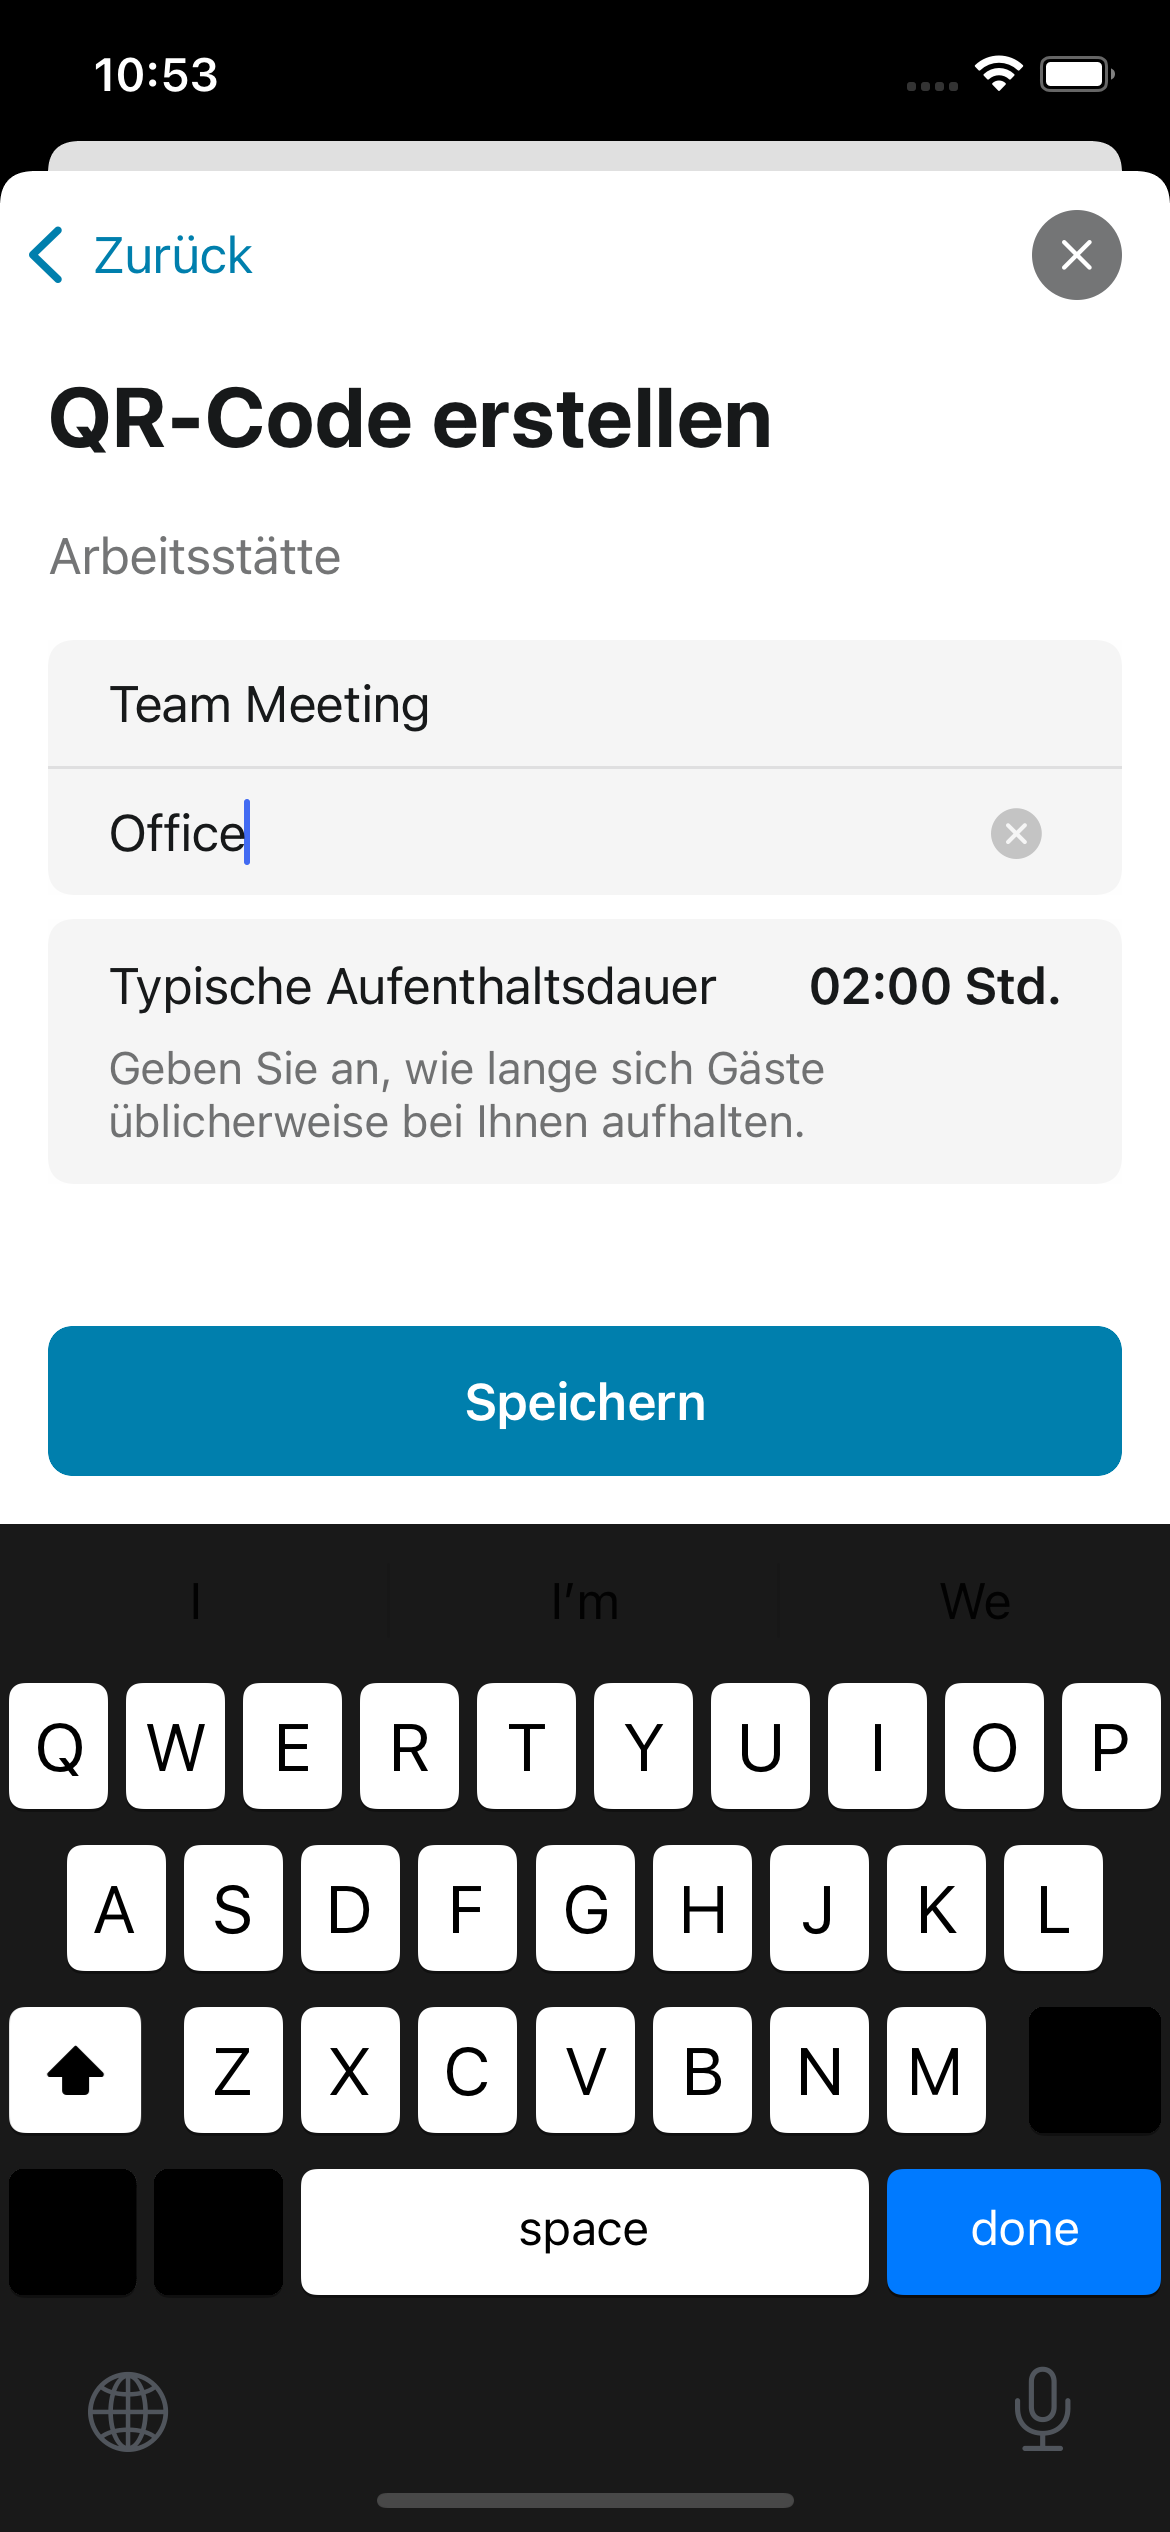 10:53
Zurück
QR-Code erstellen
Arbeitsstätte
Team Meeting
Office
Typische Aufenthaltsdauer 02:00 Std.
Geben Sie an, wie lange sich Gäste
üblicherweise bei Ihnen aufhalten.
Speichern
I I’m We
Q W E R T Y U I O P
A S D F G H J K L
Z X C V B N M
space done